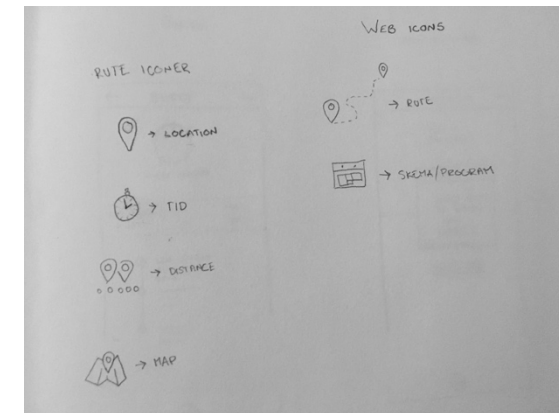 RUTE ICONER
→ LOCATION
→ TID
→ DISTANCE
→ MAP
WEB ICONS
→ RUTE
→ SKEMA/PROGRAM